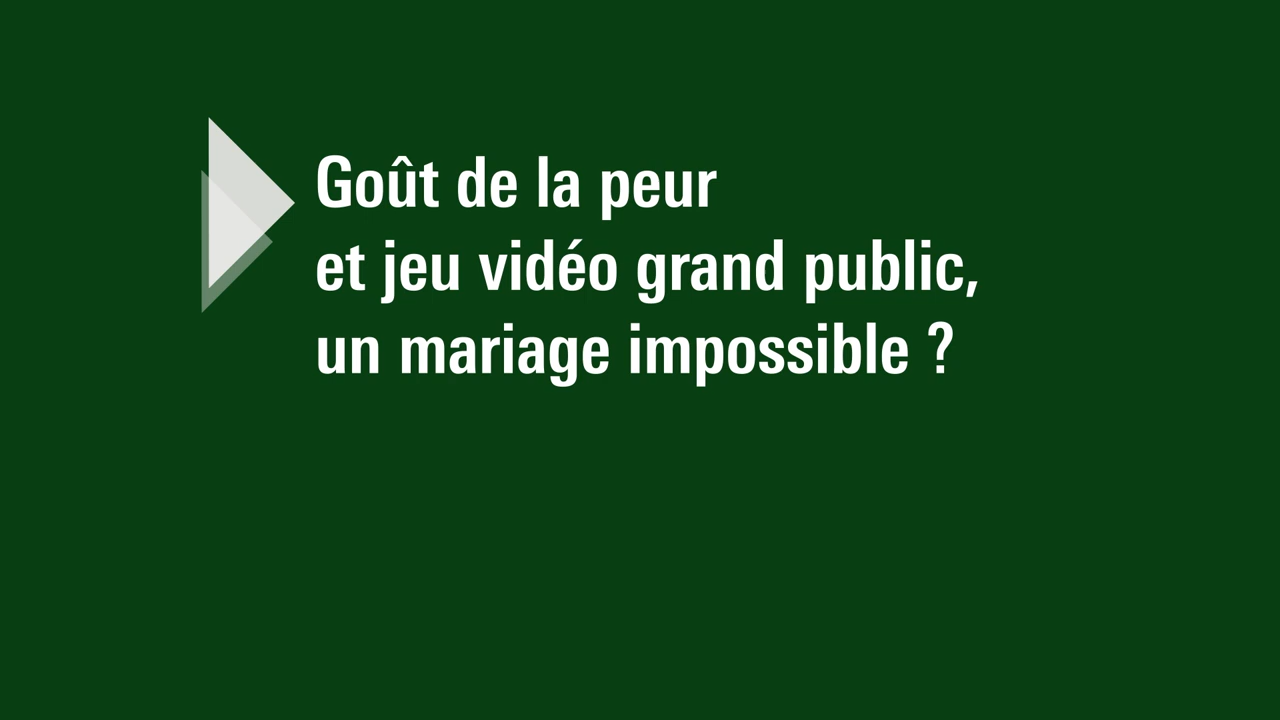 Goût de la peur
et jeu vidéo grand public,
un mariage impossible ?